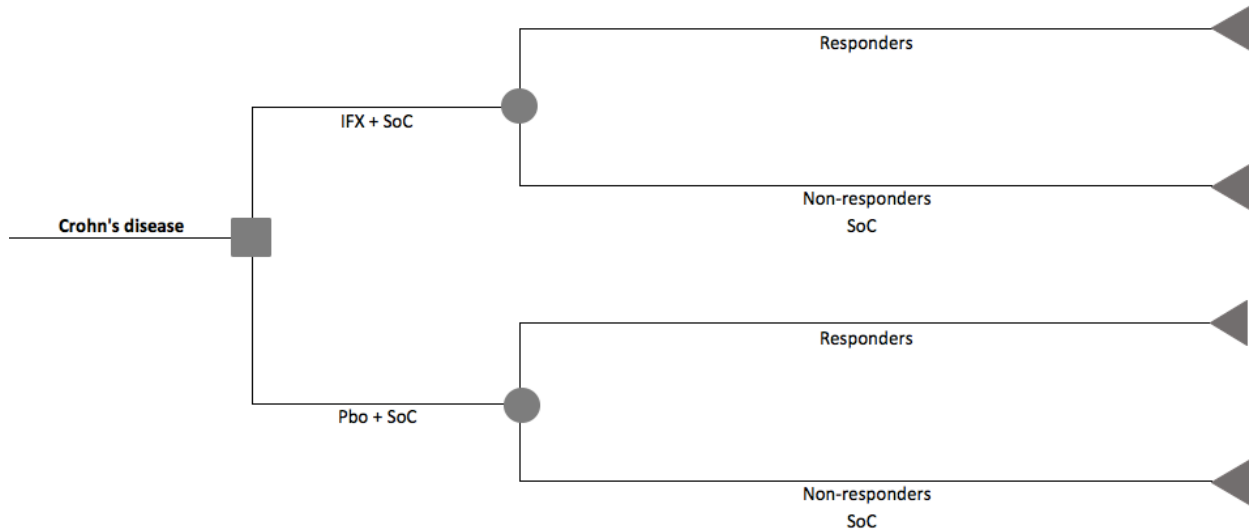 Responders
IFX + SoC
Non-responders
SoC
Crohn's disease
Responders
Pbo + SoC
Non-responders
SoC